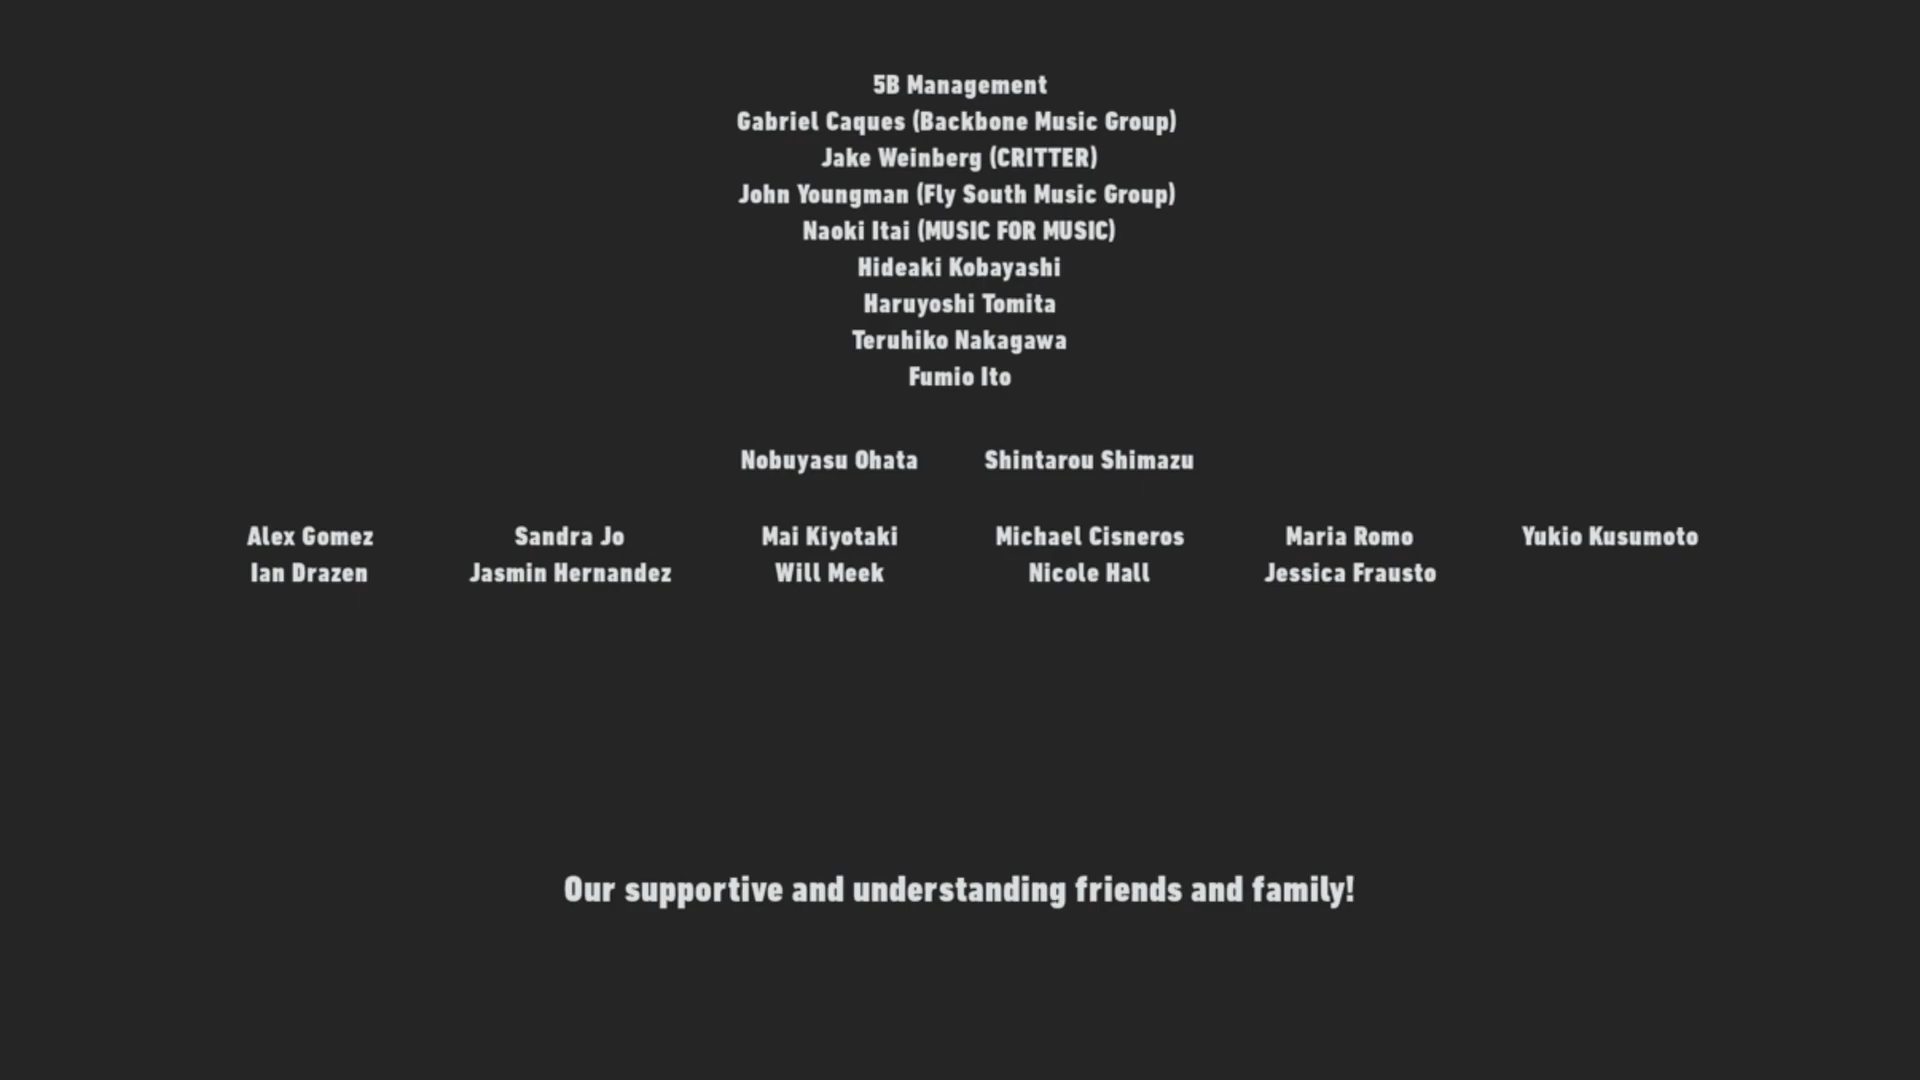 5B Management
Gabriel Caques (Backbone Music Group)
Jake Weinberg (CRITTER)
John Youngman (Fly South Music Group)
Naoki Itai (MUSIC FOR MUSIC)
Hideaki Kobayashi
Haruyoshi Tomita
Teruhiko Nakagawa
Fumio Ito
Nobuyasu Ohata Shintarou Shimazu
Alex Gomez Sandra Jo Mai Kiyotaki Michael Cisneros Maria Romo Yukio Kusumoto
Ian Drazen Jasmin Hernandez Will Meek Nicole Hall Jessica Frausto
Our supportive and understanding friends and family!